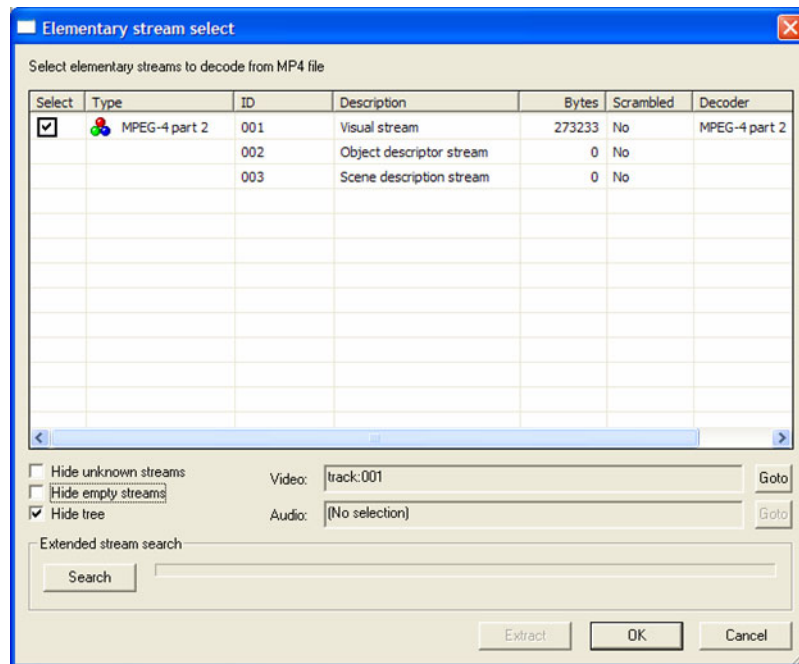 Elementary stream select
Select elementary streams to decode from MP4 file
Select Type ID Description Bytes Scrambled Decoder
MPEG-4 part 2 001 Visual stream 273233 No MPEG-4 part 2
002 Object descriptor stream 0 No
003 Scene description stream 0 No
Hide unknown streams
Hide empty streams
Hide tree
Video: track:001 Goto
Audio: (No selection) Goto
Extended stream search
Search
Extract OK Cancel